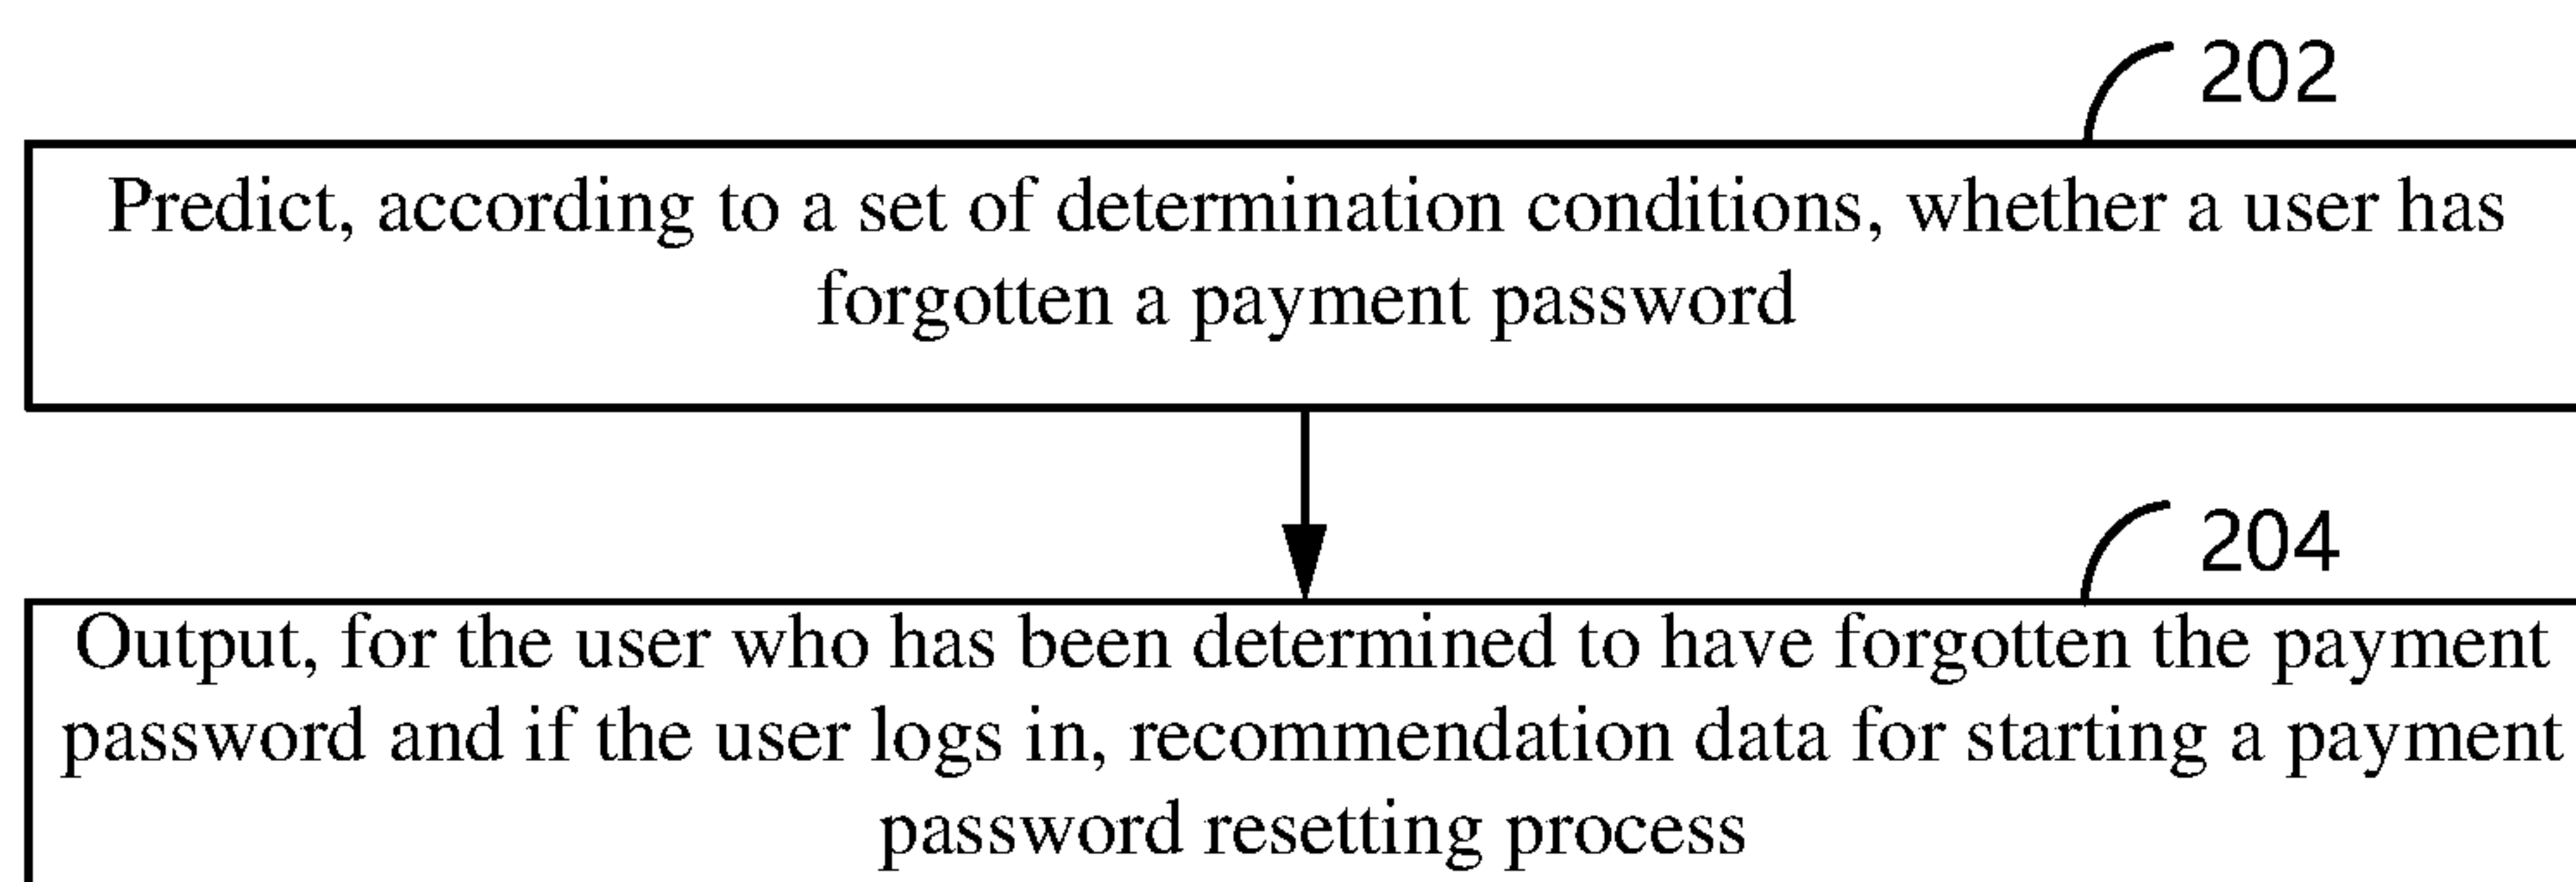 202
Predict, according to a set of determination conditions, whether a user has
forgotten a payment password
204
Output, for the user who has been determined to have forgotten the payment
password and if the user logs in, recommendation data for starting a payment
password resetting process